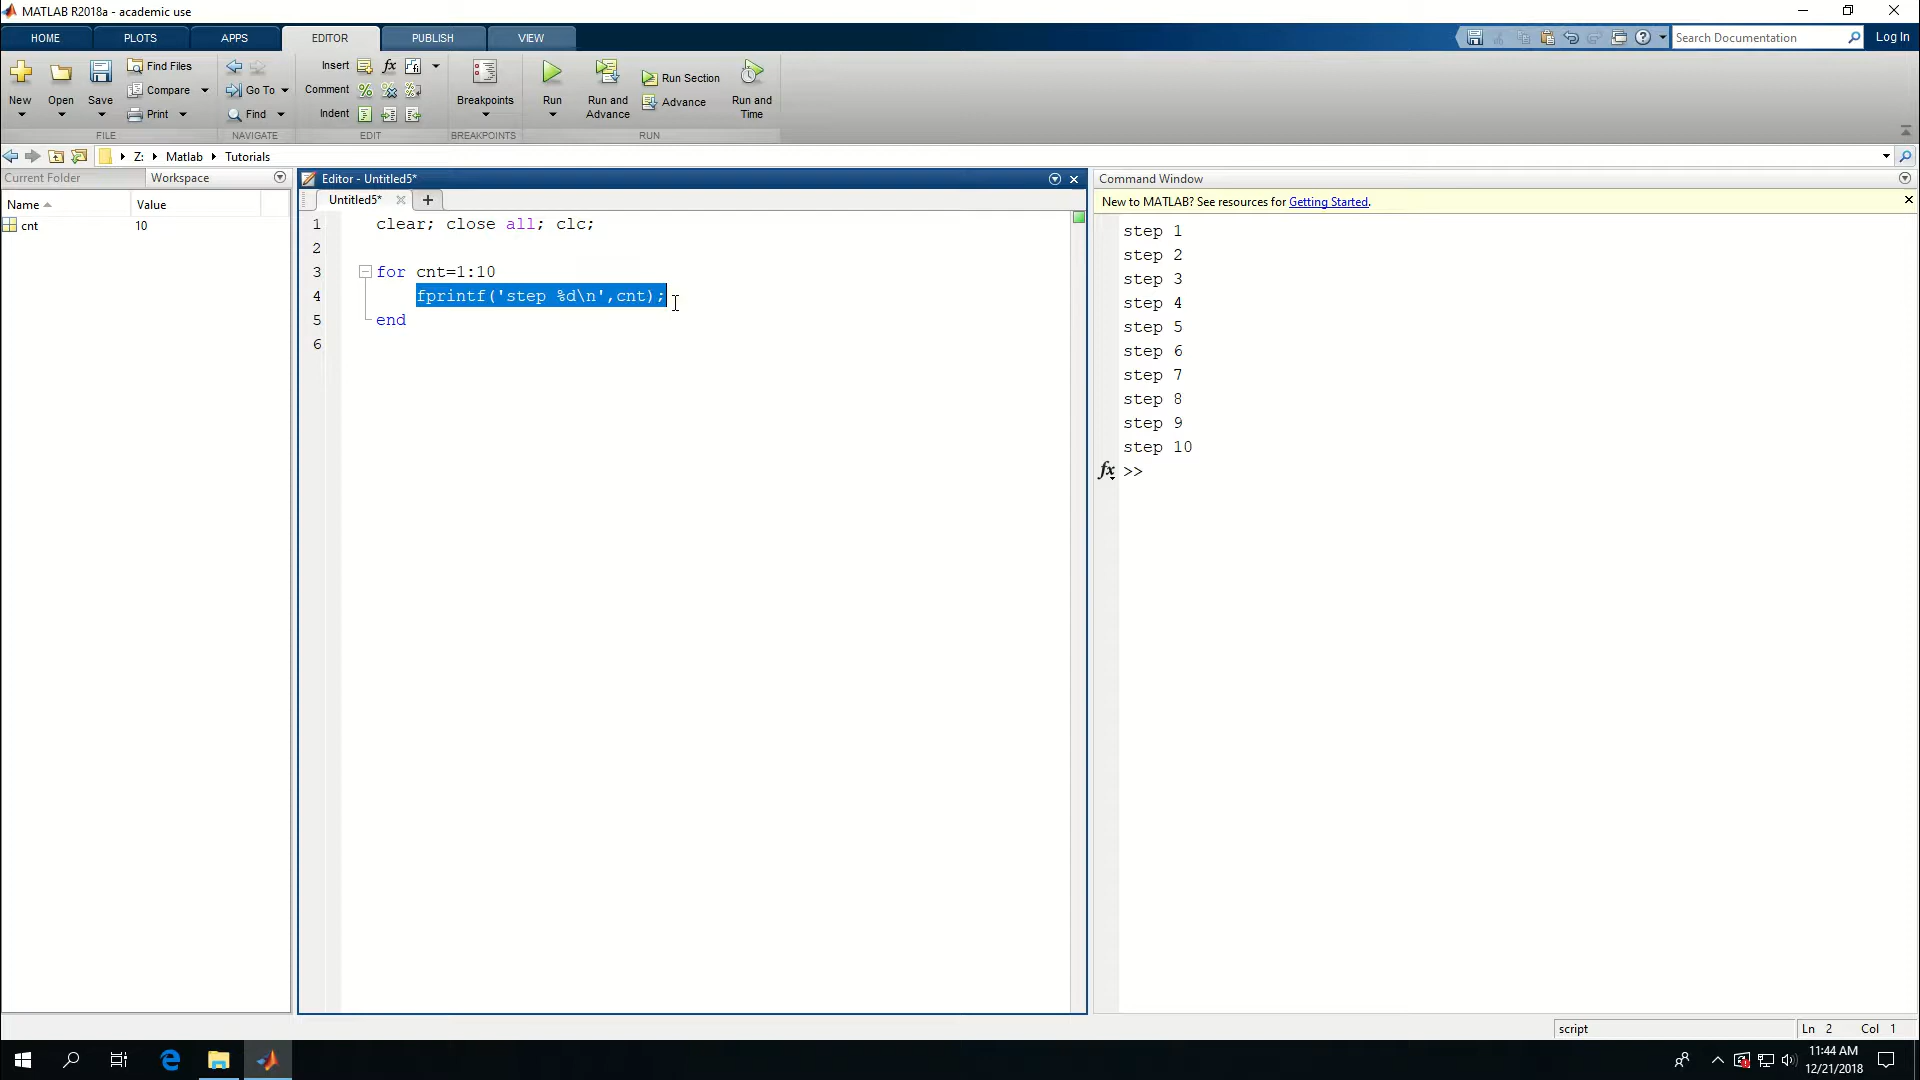 MATLAB R2018a - academic use
HOME PLOTS APPS EDITOR PUBLISH VIEW
Search Documentation Log In
New Open Save
Find Files
Compare
Print
FILE
Go To
Find
NAVIGATE
Insert fx
Comment
Indent
EDIT
Breakpoints
BREAKPOINTS
Run
Run and Advance
Run Section
Advance
Run and Time
RUN
Z: Matlab Tutorials
Current Folder Workspace
Name Value
cnt 10
Editor - Untitled5*
Untitled5*
1 clear; close all; clc;
2
3 for cnt=1:10
4 fprintf('step %d\n',cnt);
5 end
6
Command Window
New to MATLAB? See resources for Getting Started.
step 1
step 2
step 3
step 4
step 5
step 6
step 7
step 8
step 9
step 10
fx >>
script Ln 2 Col 1
11:44 AM
12/21/2018